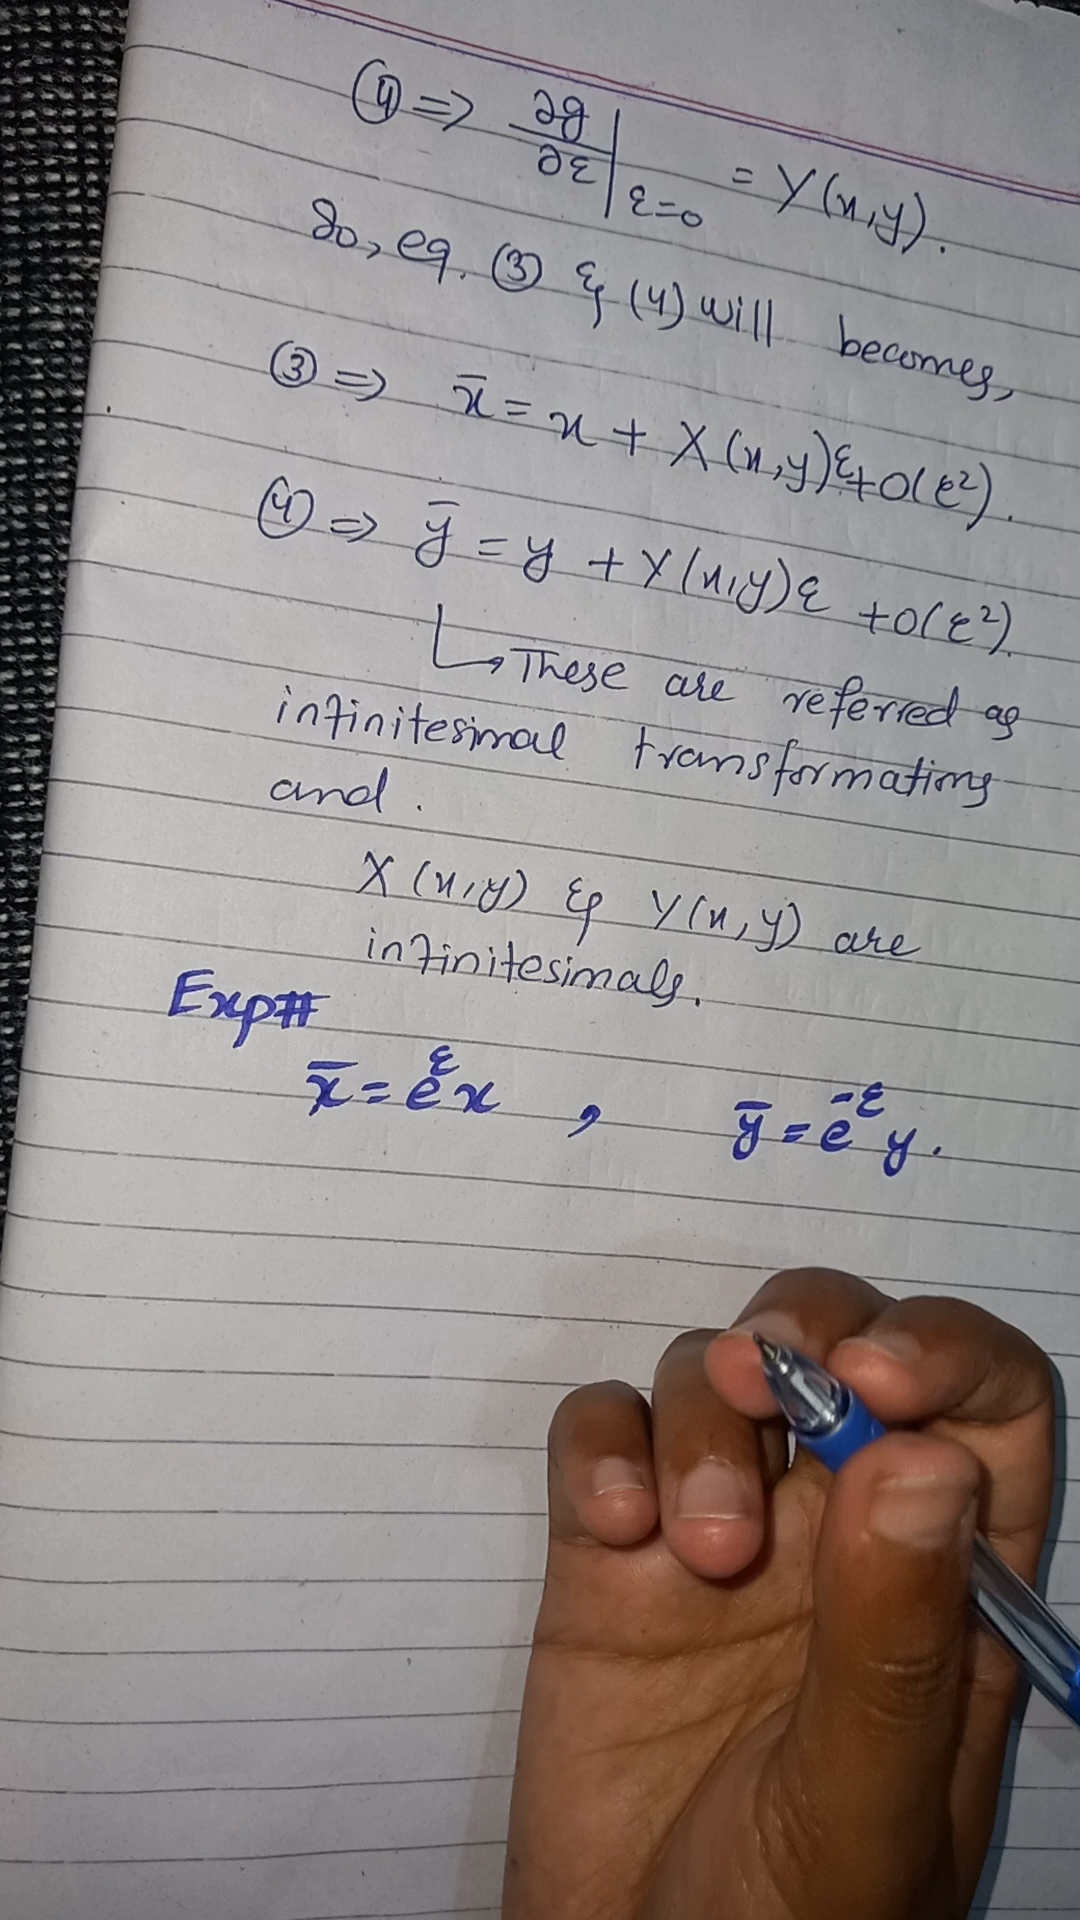 ④ ⇒ ∂g/∂ε |ε=0 = Y(x,y).
So, eq. ③ & (4) will becomes,
③ ⇒ x̄ = x + X(x,y)ε + O(ε²).
④ ⇒ ȳ = y + Y(x,y)ε + O(ε²).
↳ These are referred as
infinitesimal transformations
and.
X(x,y) & Y(x,y) are
infinitesimals.
Exp#
x̄ = e^ε x , ȳ = e^-ε y.